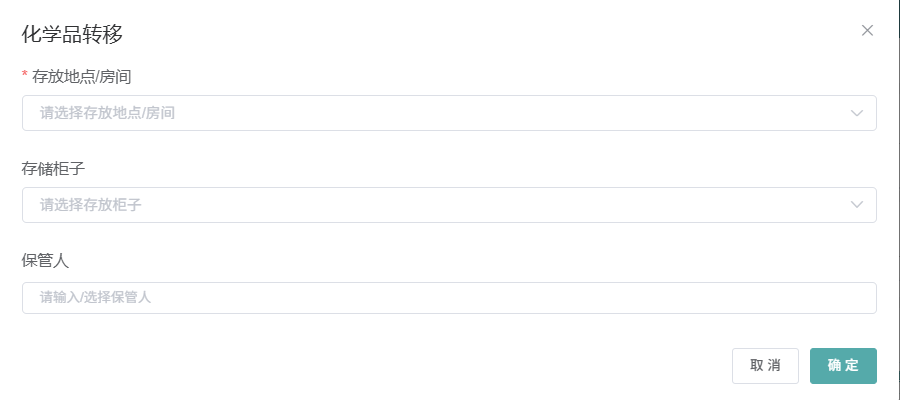 化学品转移
* 存放地点/房间
请选择存放地点/房间
存储柜子
请选择存放柜子
保管人
请输入/选择保管人
取 消
确 定